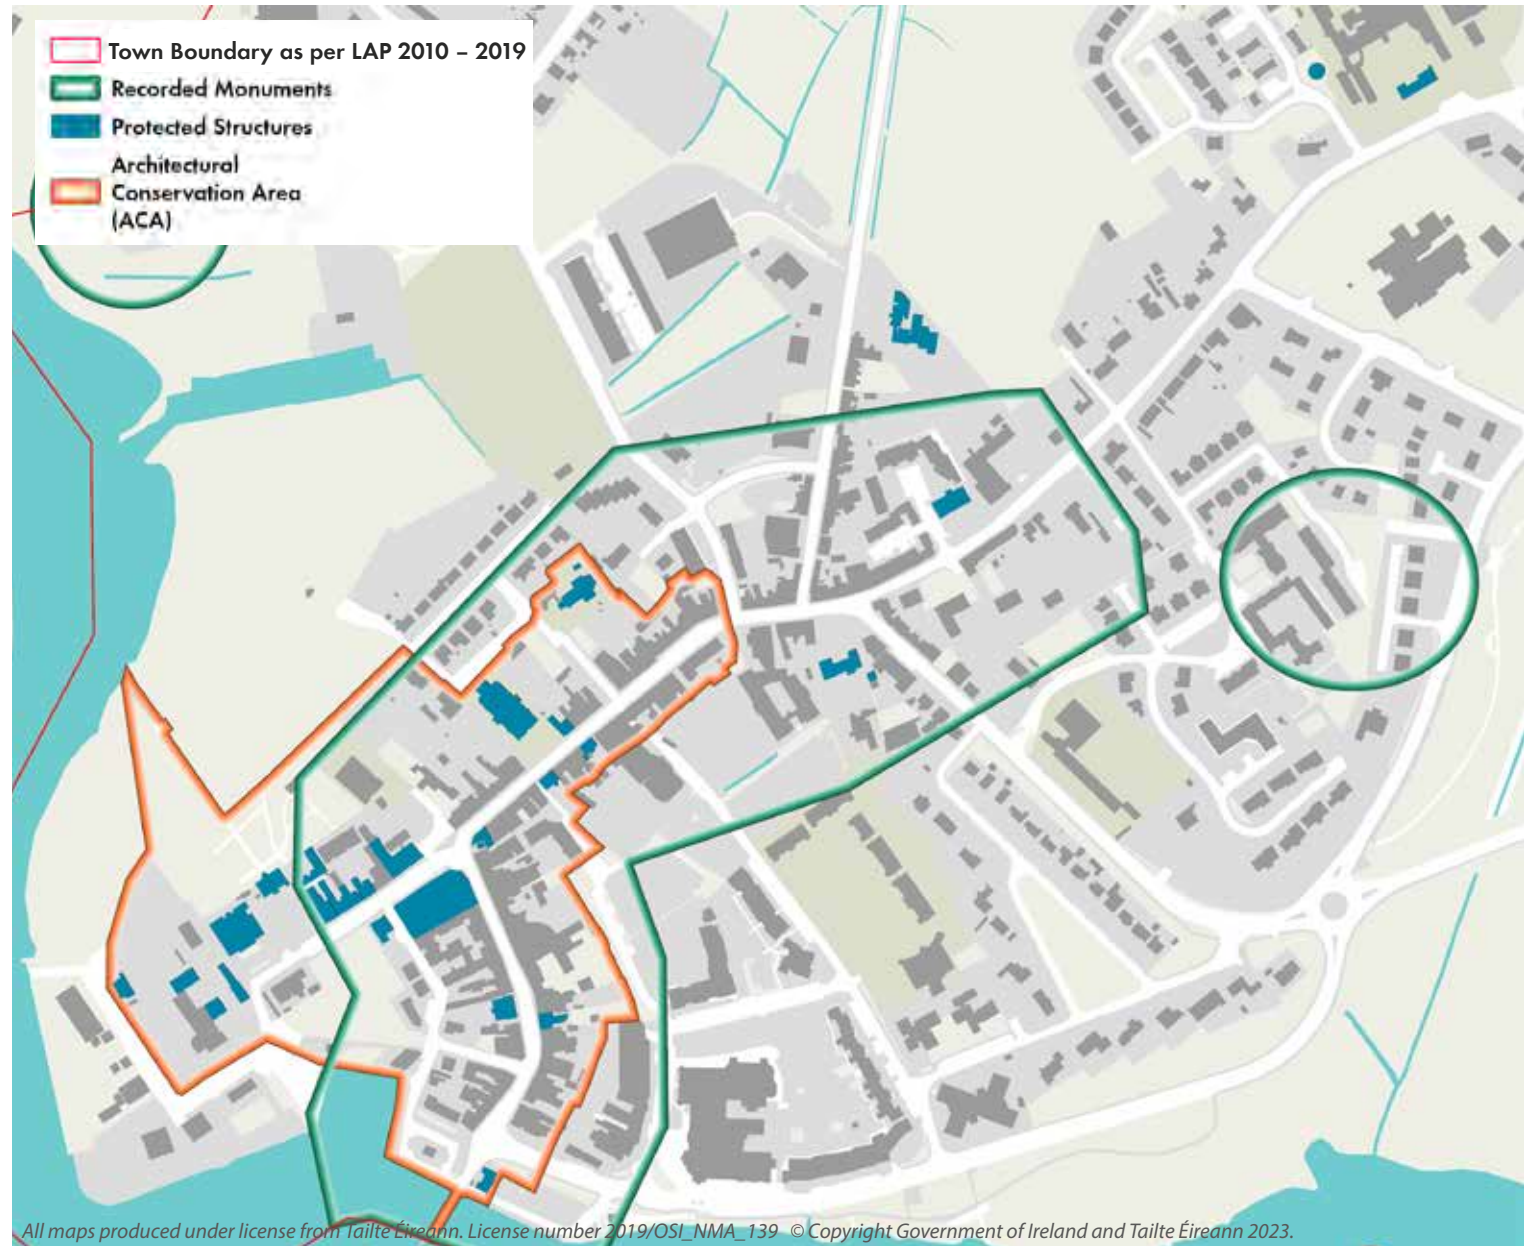 Town Boundary as per LAP 2010 – 2019
Recorded Monuments
Protected Structures
Architectural
Conservation Area
(ACA)
All maps produced under license from Tailte Éireann. License number 2019/OSI_NMA_139 © Copyright Government of Ireland and Tailte Éireann 2023.